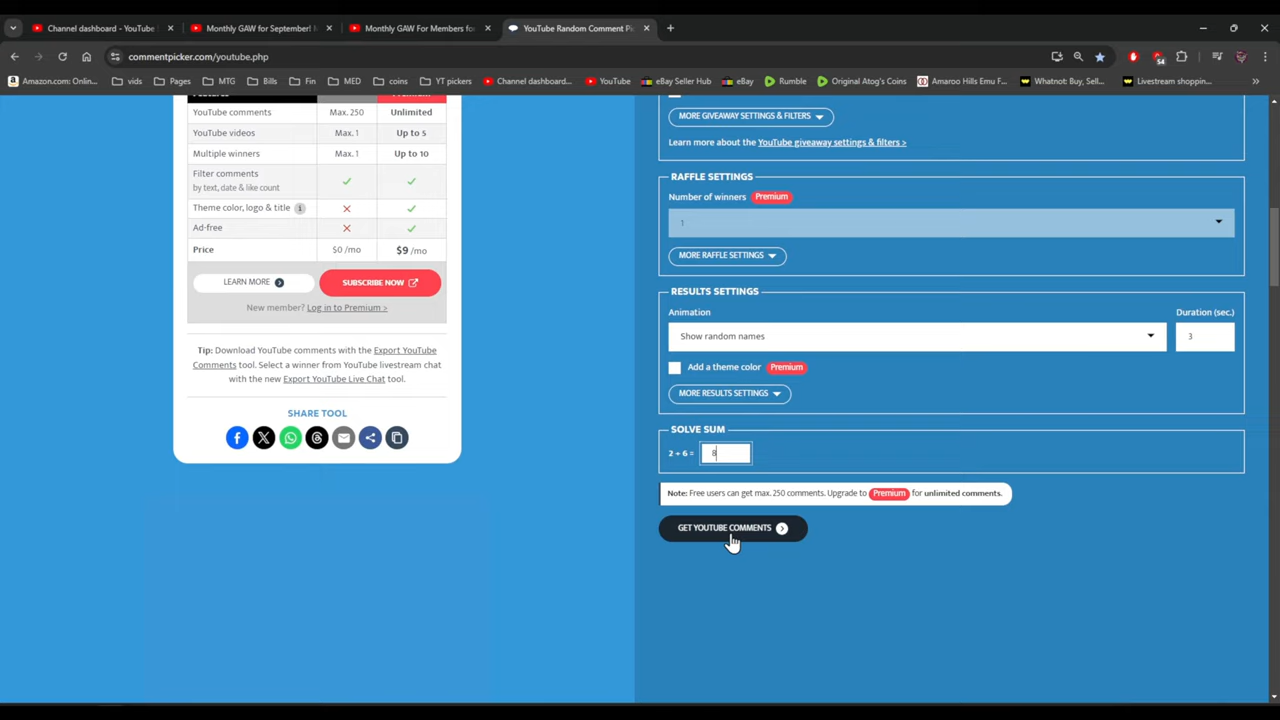 Channel dashboard - YouTube
Monthly GAW for September!
Monthly GAW For Members for
YouTube Random Comment Pi
commentpicker.com/youtube.php
54
Amazon.com: Onlin...
vids
Pages
MTG
Bills
Fin
MED
coins
YT pickers
Channel dashboard...
YouTube
eBay Seller Hub
eBay
Rumble
Original Atog's Coins
Amaroo Hills Emu F...
Whatnot: Buy, Sell,...
Livestream shoppin...
YouTube comments Max. 250 Unlimited
YouTube videos Max. 1 Up to 5
Multiple winners Max. 1 Up to 10
Filter comments
by text, date & like count
Theme color, logo & title i
Ad-free
Price $0 /mo $9 /mo
LEARN MORE
SUBSCRIBE NOW
New member? Log in to Premium >
Tip: Download YouTube comments with the Export YouTube
Comments tool. Select a winner from YouTube livestream chat
with the new Export YouTube Live Chat tool.
SHARE TOOL
MORE GIVEAWAY SETTINGS & FILTERS
Learn more about the YouTube giveaway settings & filters >
RAFFLE SETTINGS
Number of winners Premium
1
MORE RAFFLE SETTINGS
RESULTS SETTINGS
Animation Duration (sec.)
Show random names 3
Add a theme color Premium
MORE RESULTS SETTINGS
SOLVE SUM
2 + 6 = 8
Note: Free users can get max. 250 comments. Upgrade to Premium for unlimited comments.
GET YOUTUBE COMMENTS